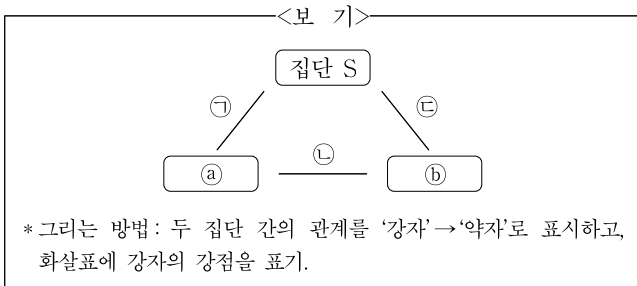 <보 기>
집단 S
㉠ ㉢
ⓐ ㉡ ⓑ
* 그리는 방법: 두 집단 간의 관계를 ‘강자’→‘약자’로 표시하고,
화살표에 강자의 강점을 표기.